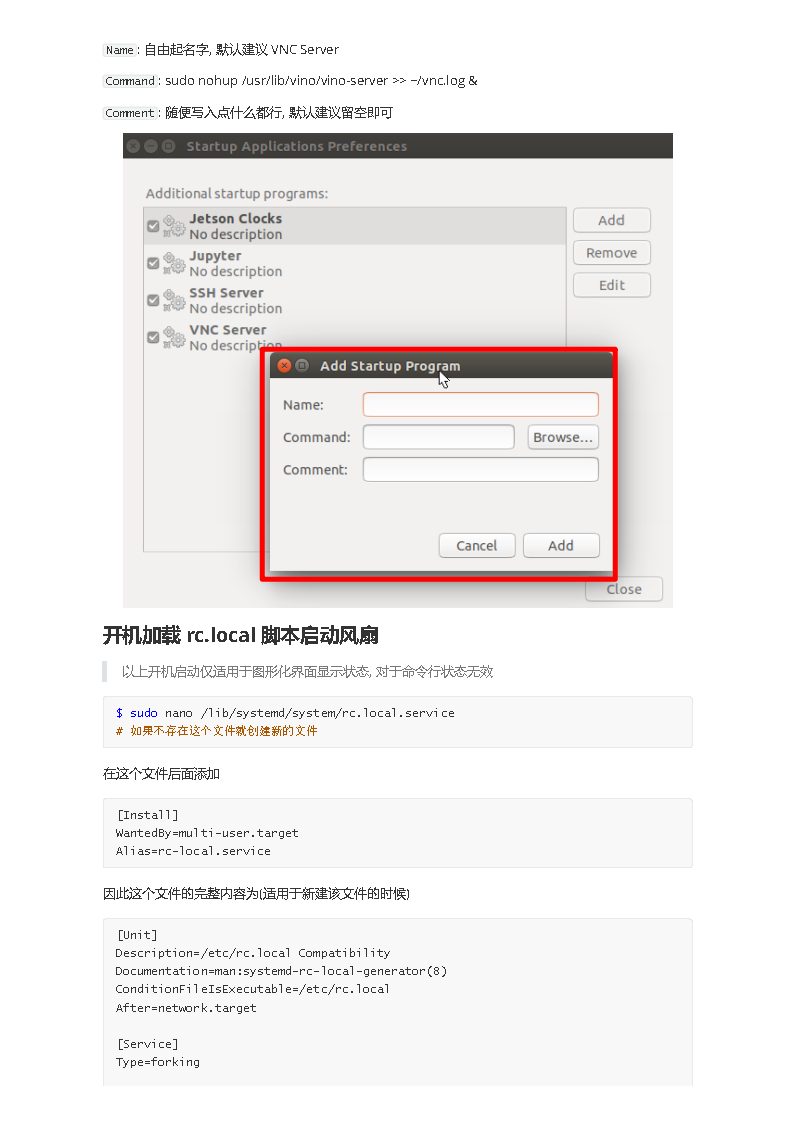 Name: 自由起名字, 默认建议 VNC Server
Command: sudo nohup /usr/lib/vino/vino-server >> ~/vnc.log &
Comment: 随便写入点什么都行, 默认建议留空即可
Startup Applications Preferences
Additional startup programs:
Jetson Clocks
No description
Jupyter
No description
SSH Server
No description
VNC Server
No description
Add
Remove
Edit
Add Startup Program
Name:
Command:
Browse...
Comment:
Cancel
Add
Close
开机加载 rc.local 脚本启动风扇
以上开机启动仅适用于图形化界面显示状态, 对于命令行状态无效
$ sudo nano /lib/systemd/system/rc.local.service
# 如果不存在这个文件就创建新的文件
在这个文件后面添加
[Install]
WantedBy=multi-user.target
Alias=rc-local.service
因此这个文件的完整内容为(适用于新建该文件的时候)
[Unit]
Description=/etc/rc.local Compatibility
Documentation=man:systemd-rc-local-generator(8)
ConditionFileIsExecutable=/etc/rc.local
After=network.target
[Service]
Type=forking